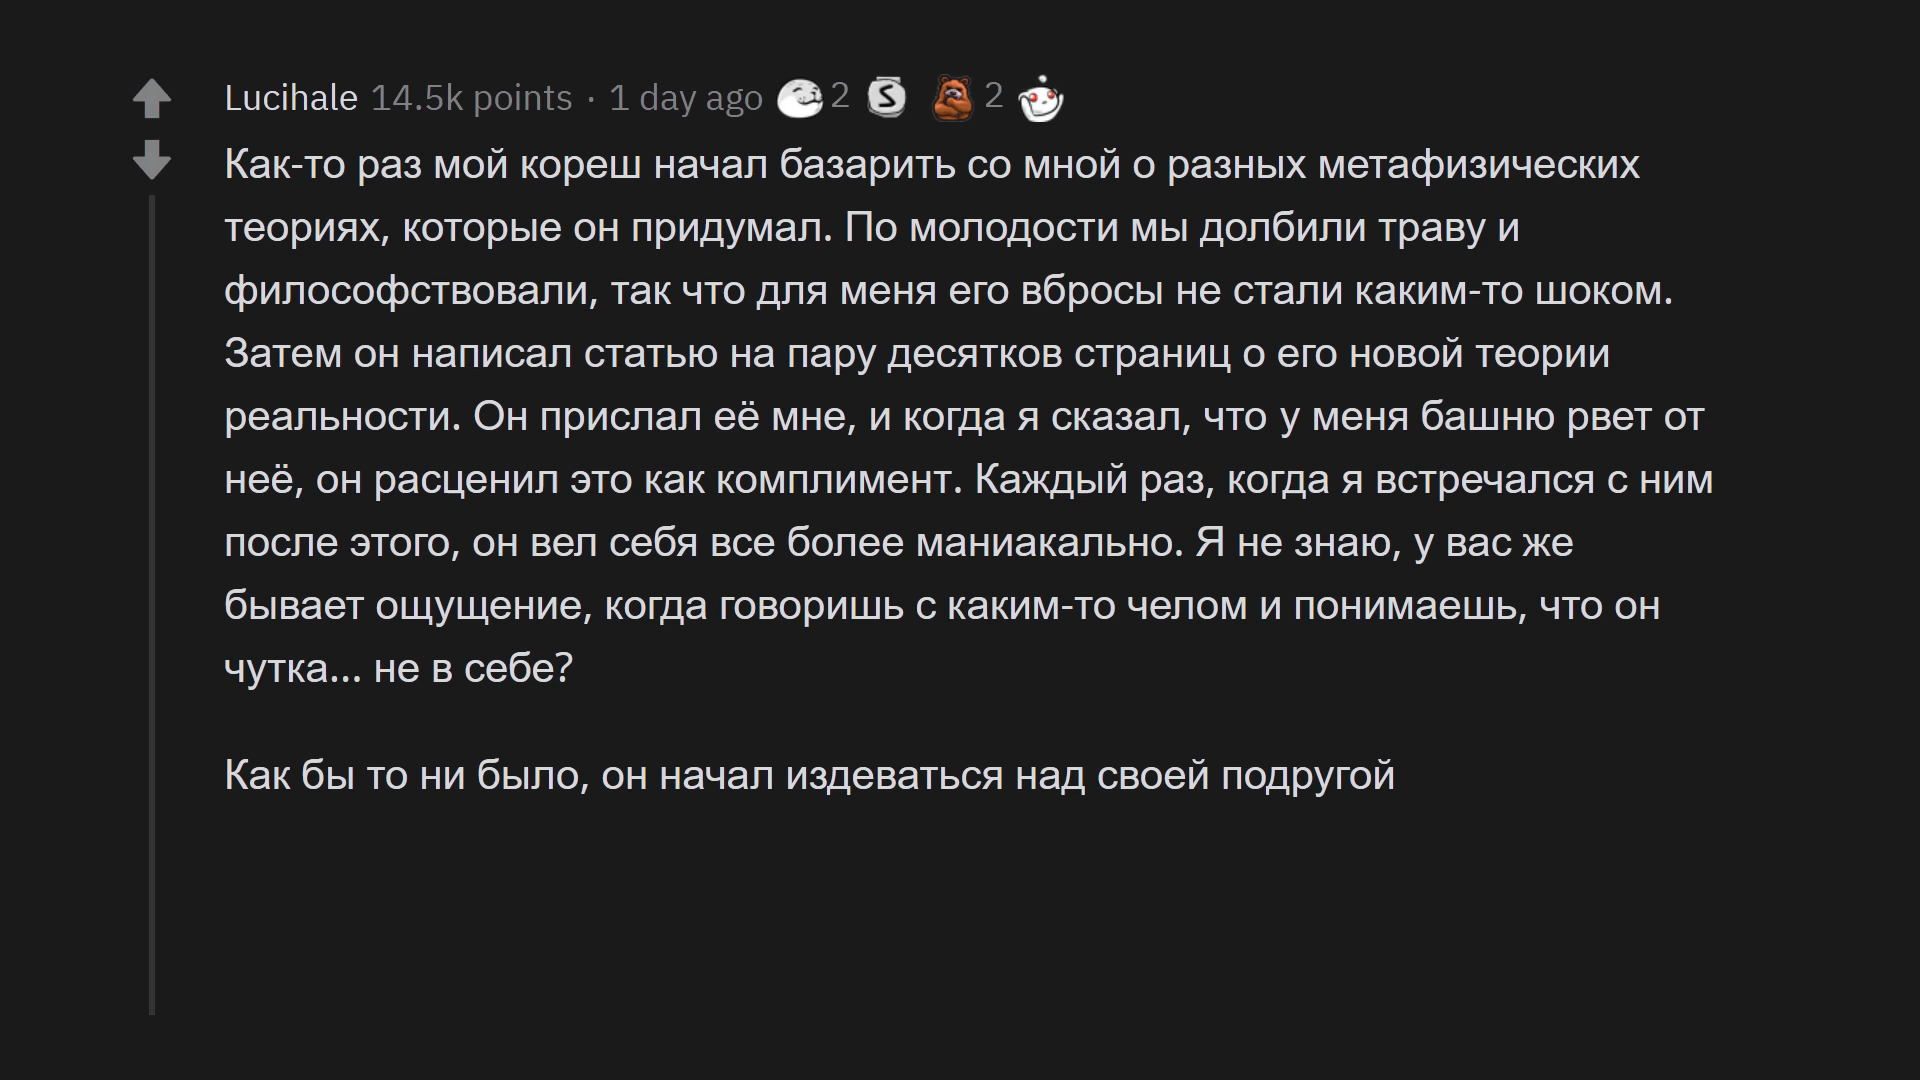 Lucihale 14.5k points · 1 day ago 2 S 2
Как-то раз мой кореш начал базарить со мной о разных метафизических
теориях, которые он придумал. По молодости мы долбили траву и
философствовали, так что для меня его вбросы не стали каким-то шоком.
Затем он написал статью на пару десятков страниц о его новой теории
реальности. Он прислал её мне, и когда я сказал, что у меня башню рвет от
неё, он расценил это как комплимент. Каждый раз, когда я встречался с ним
после этого, он вел себя все более маниакально. Я не знаю, у вас же
бывает ощущение, когда говоришь с каким-то челом и понимаешь, что он
чутка... не в себе?
Как бы то ни было, он начал издеваться над своей подругой